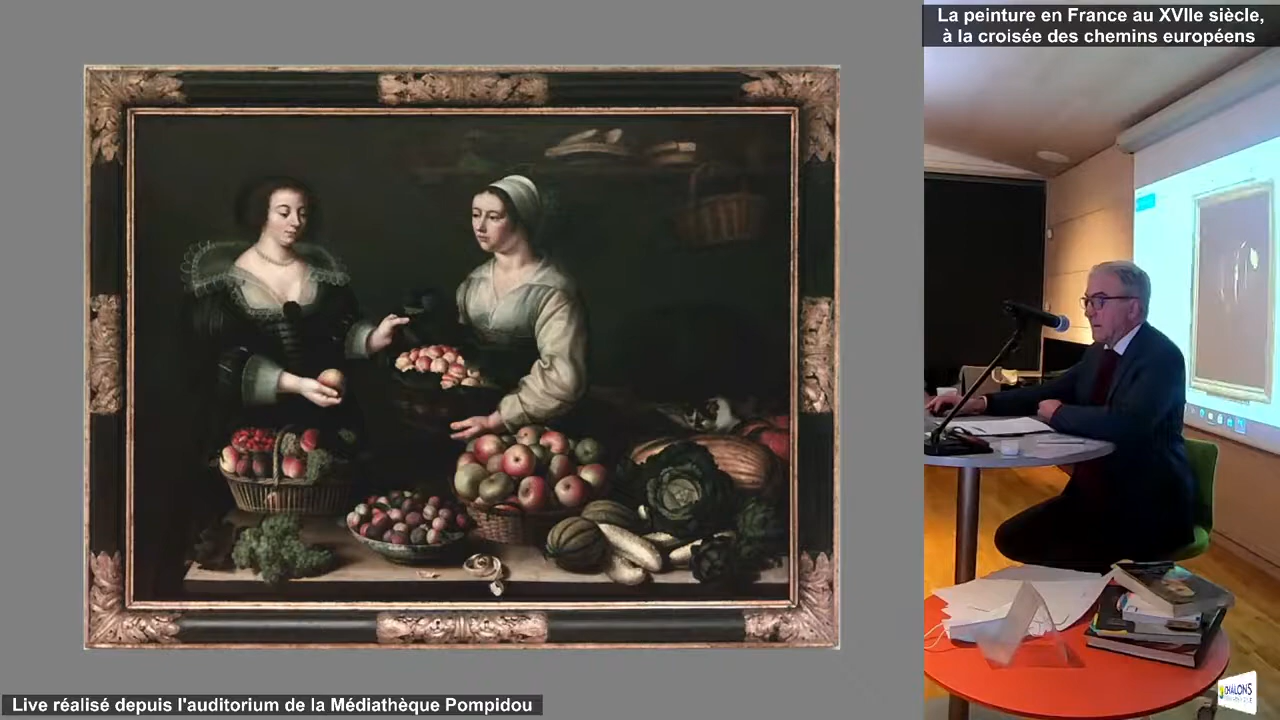 La peinture en France au XVIIe siècle,
à la croisée des chemins européens
Live réalisé depuis l'auditorium de la Médiathèque Pompidou
CHÂLONS